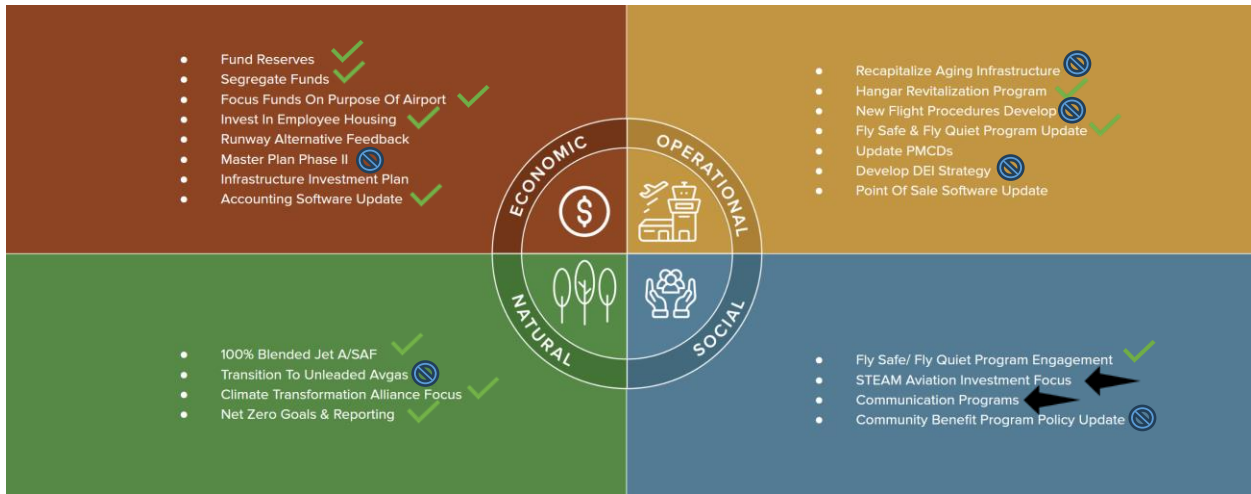 Fund Reserves
Segregate Funds
Focus Funds On Purpose Of Airport
Invest In Employee Housing
Runway Alternative Feedback
Master Plan Phase II
Infrastructure Investment Plan
Accounting Software Update
Recapitalize Aging Infrastructure
Hangar Revitalization Program
New Flight Procedures Develop
Fly Safe & Fly Quiet Program Update
Update PMCDs
Develop DEI Strategy
Point Of Sale Software Update
ECONOMIC
OPERATIONAL
$
NATURAL
SOCIAL
100% Blended Jet A/SAF
Transition To Unleaded Avgas
Climate Transformation Alliance Focus
Net Zero Goals & Reporting
Fly Safe/ Fly Quiet Program Engagement
STEAM Aviation Investment Focus
Communication Programs
Community Benefit Program Policy Update